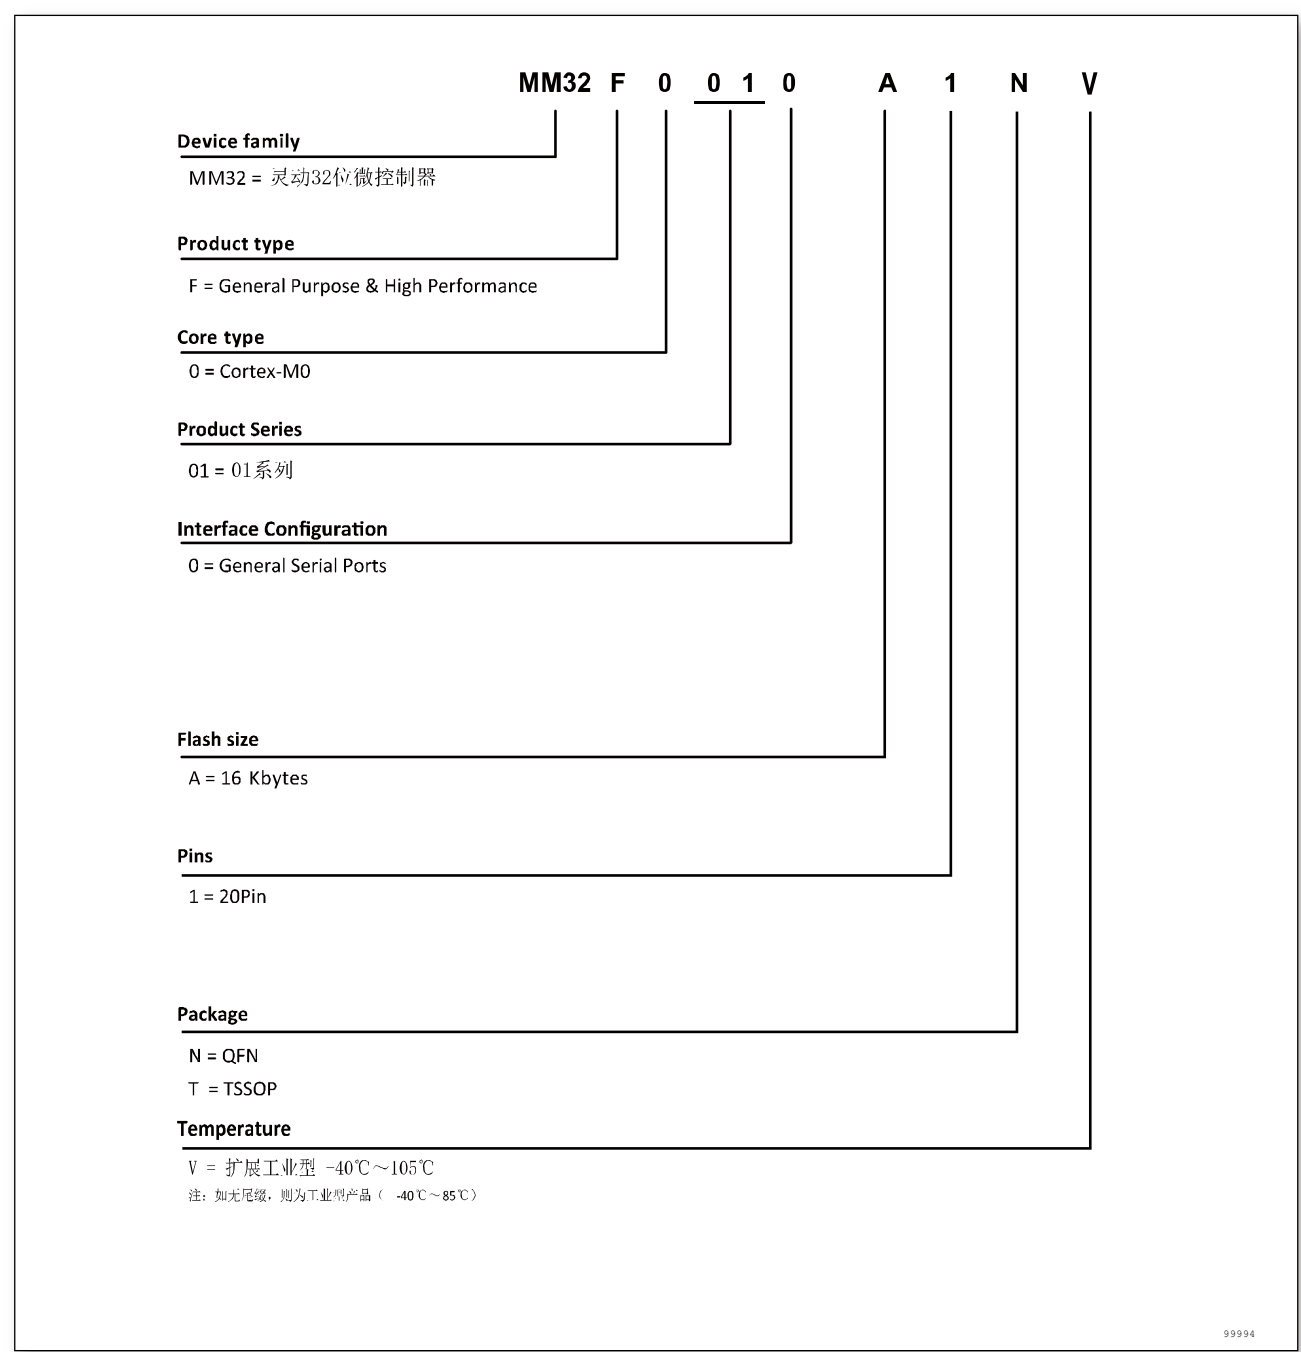 MM32 F 0 0 1 0 A 1 N V
Device family
MM32 = 灵动32位微控制器
Product type
F = General Purpose & High Performance
Core type
0 = Cortex-M0
Product Series
01 = 01系列
Interface Configuration
0 = General Serial Ports
Flash size
A = 16 Kbytes
Pins
1 = 20Pin
Package
N = QFN
T = TSSOP
Temperature
V = 扩展工业型 -40℃～105℃
注：如无尾缀，则为工业型产品（ -40℃～85℃）
99994